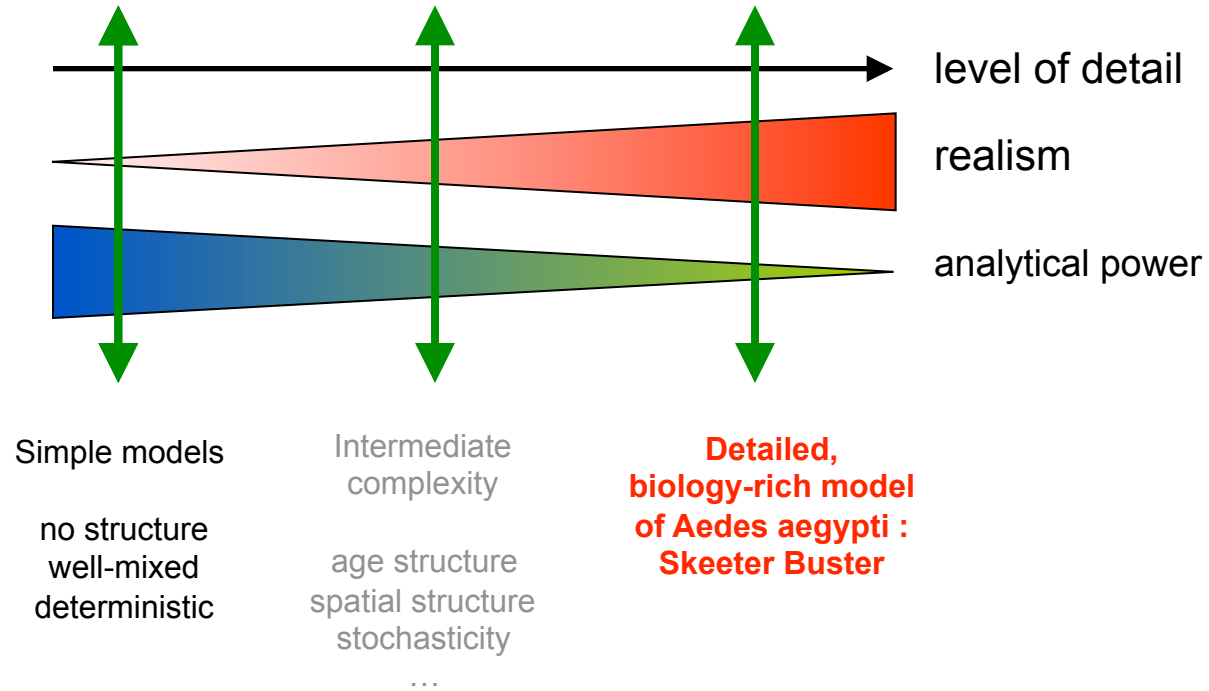 level of detail
realism
analytical power
Simple models
no structure
well-mixed
deterministic
Intermediate
complexity
age structure
spatial structure
stochasticity
…
Detailed,
biology-rich model
of Aedes aegypti :
Skeeter Buster